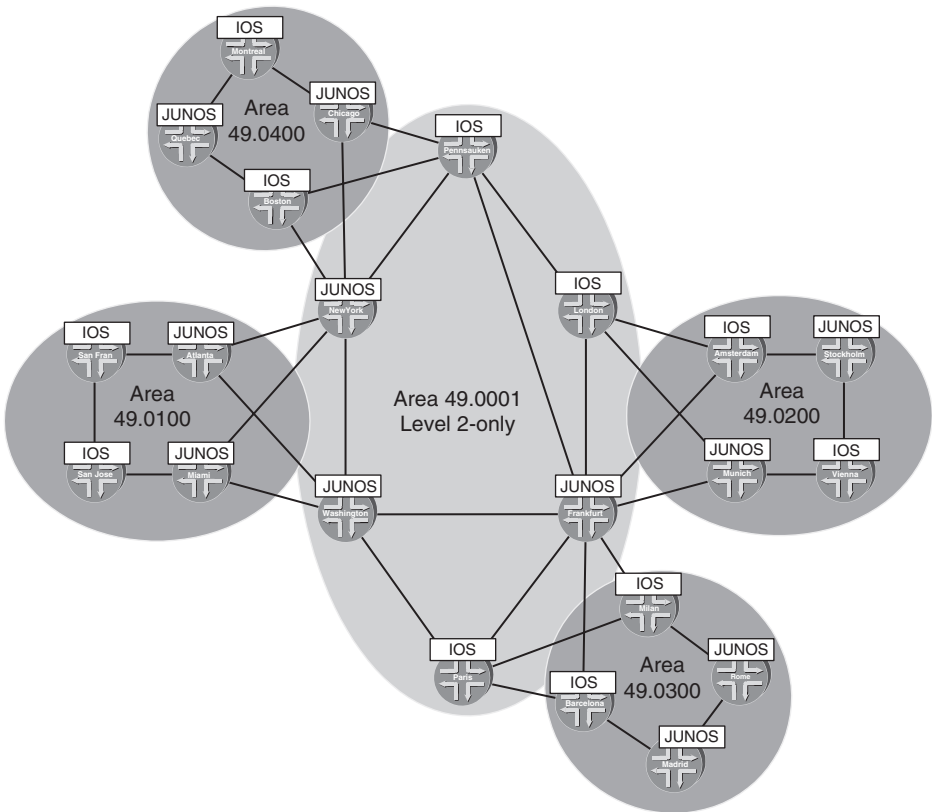 IOS
Montreal
JUNOS
Chicago
JUNOS
Quebec
Area
49.0400
IOS
Boston
IOS
Pennsauken
JUNOS
NewYork
IOS
London
IOS
San Fran
JUNOS
Atlanta
Area
49.0100
IOS
San Jose
JUNOS
Miami
Area 49.0001
Level 2-only
IOS
Amsterdam
JUNOS
Stockholm
Area
49.0200
JUNOS
Munich
IOS
Vienna
JUNOS
Washington
JUNOS
Frankfurt
IOS
Milan
IOS
Paris
IOS
Barcelona
Area
49.0300
JUNOS
Rome
JUNOS
Madrid